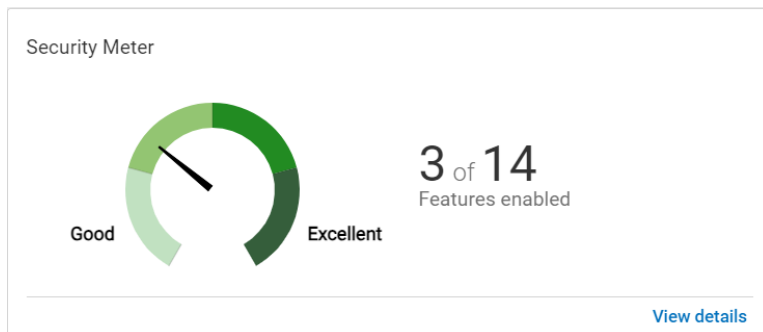 Security Meter
Good
Excellent
3 of 14
Features enabled
View details